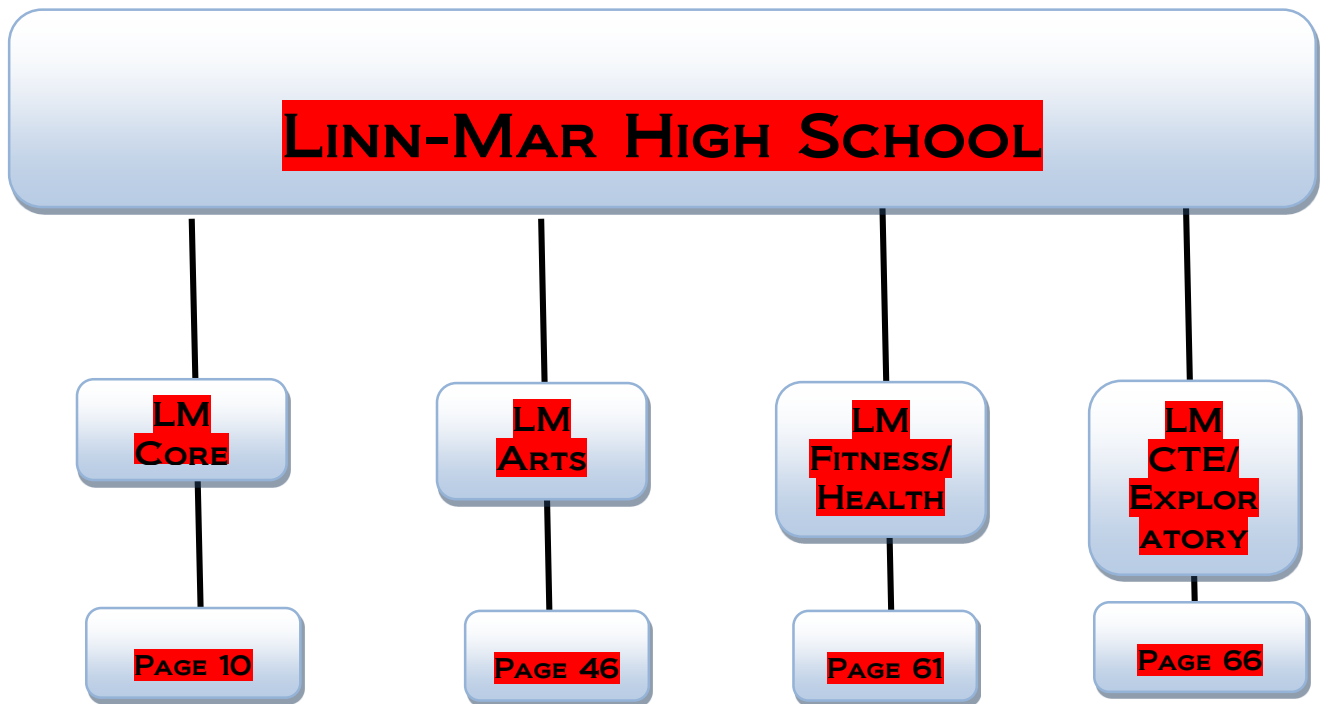 Linn-Mar High School
LM
Core
LM
Arts
LM
Fitness/
Health
LM
CTE/
Explor
atory
Page 10
Page 46
Page 61
Page 66